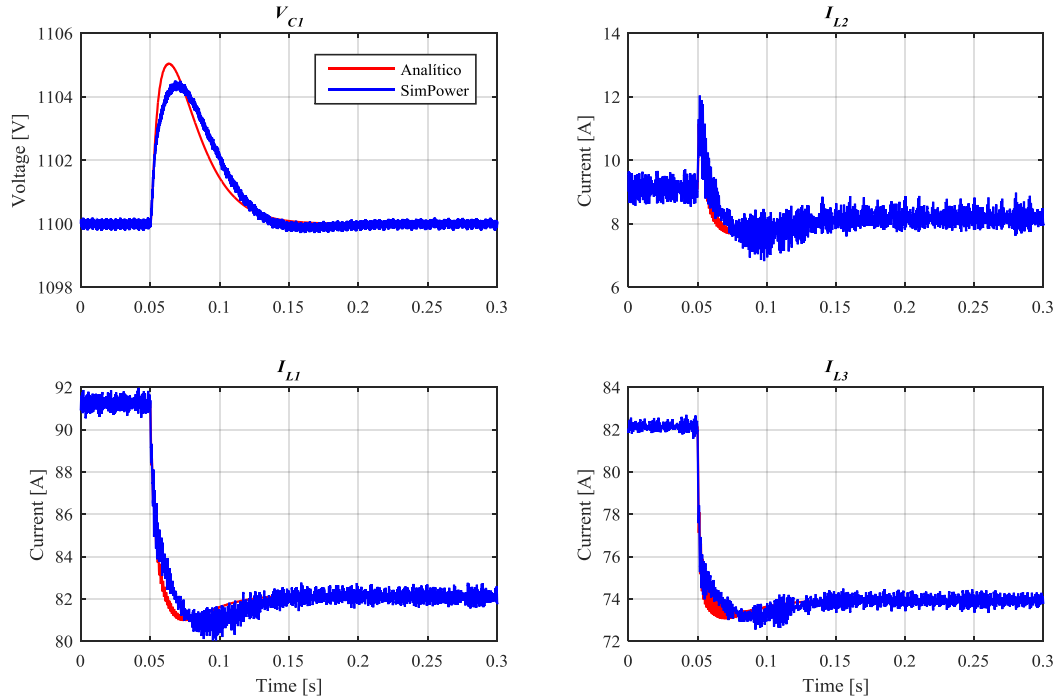 V_C1
1106
1104
1102
1100
1098
Voltage [V]
0 0.05 0.1 0.15 0.2 0.25 0.3
Analítico
SimPower
I_L2
14
12
10
8
6
Current [A]
0 0.05 0.1 0.15 0.2 0.25 0.3
I_L1
92
90
88
86
84
82
80
Current [A]
0 0.05 0.1 0.15 0.2 0.25 0.3
Time [s]
I_L3
84
82
80
78
76
74
72
Current [A]
0 0.05 0.1 0.15 0.2 0.25 0.3
Time [s]